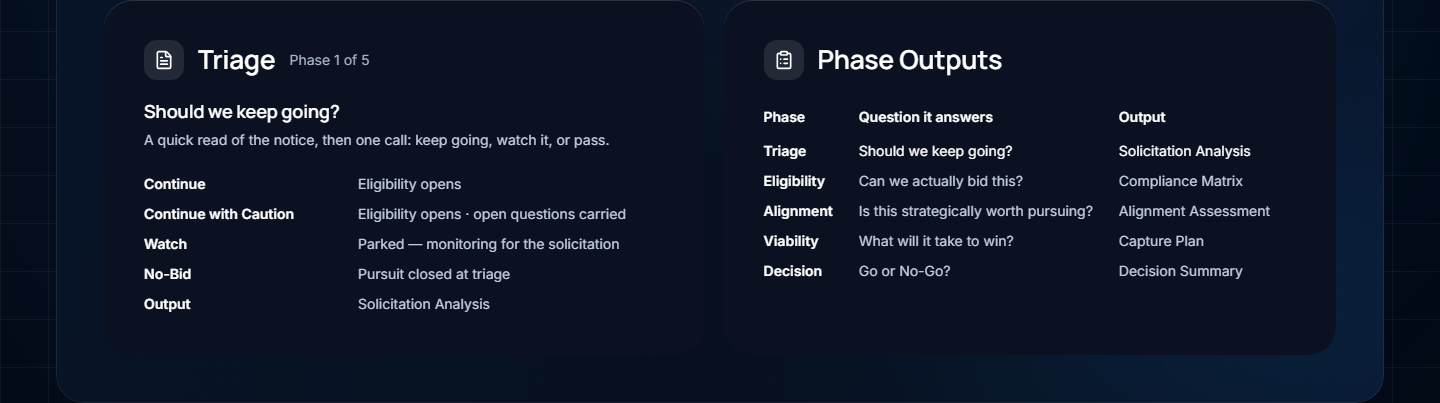 Triage Phase 1 of 5
Should we keep going?
A quick read of the notice, then one call: keep going, watch it, or pass.
Continue Eligibility opens
Continue with Caution Eligibility opens · open questions carried
Watch Parked — monitoring for the solicitation
No-Bid Pursuit closed at triage
Output Solicitation Analysis
Phase Outputs
Phase Question it answers Output
Triage Should we keep going? Solicitation Analysis
Eligibility Can we actually bid this? Compliance Matrix
Alignment Is this strategically worth pursuing? Alignment Assessment
Viability What will it take to win? Capture Plan
Decision Go or No-Go? Decision Summary